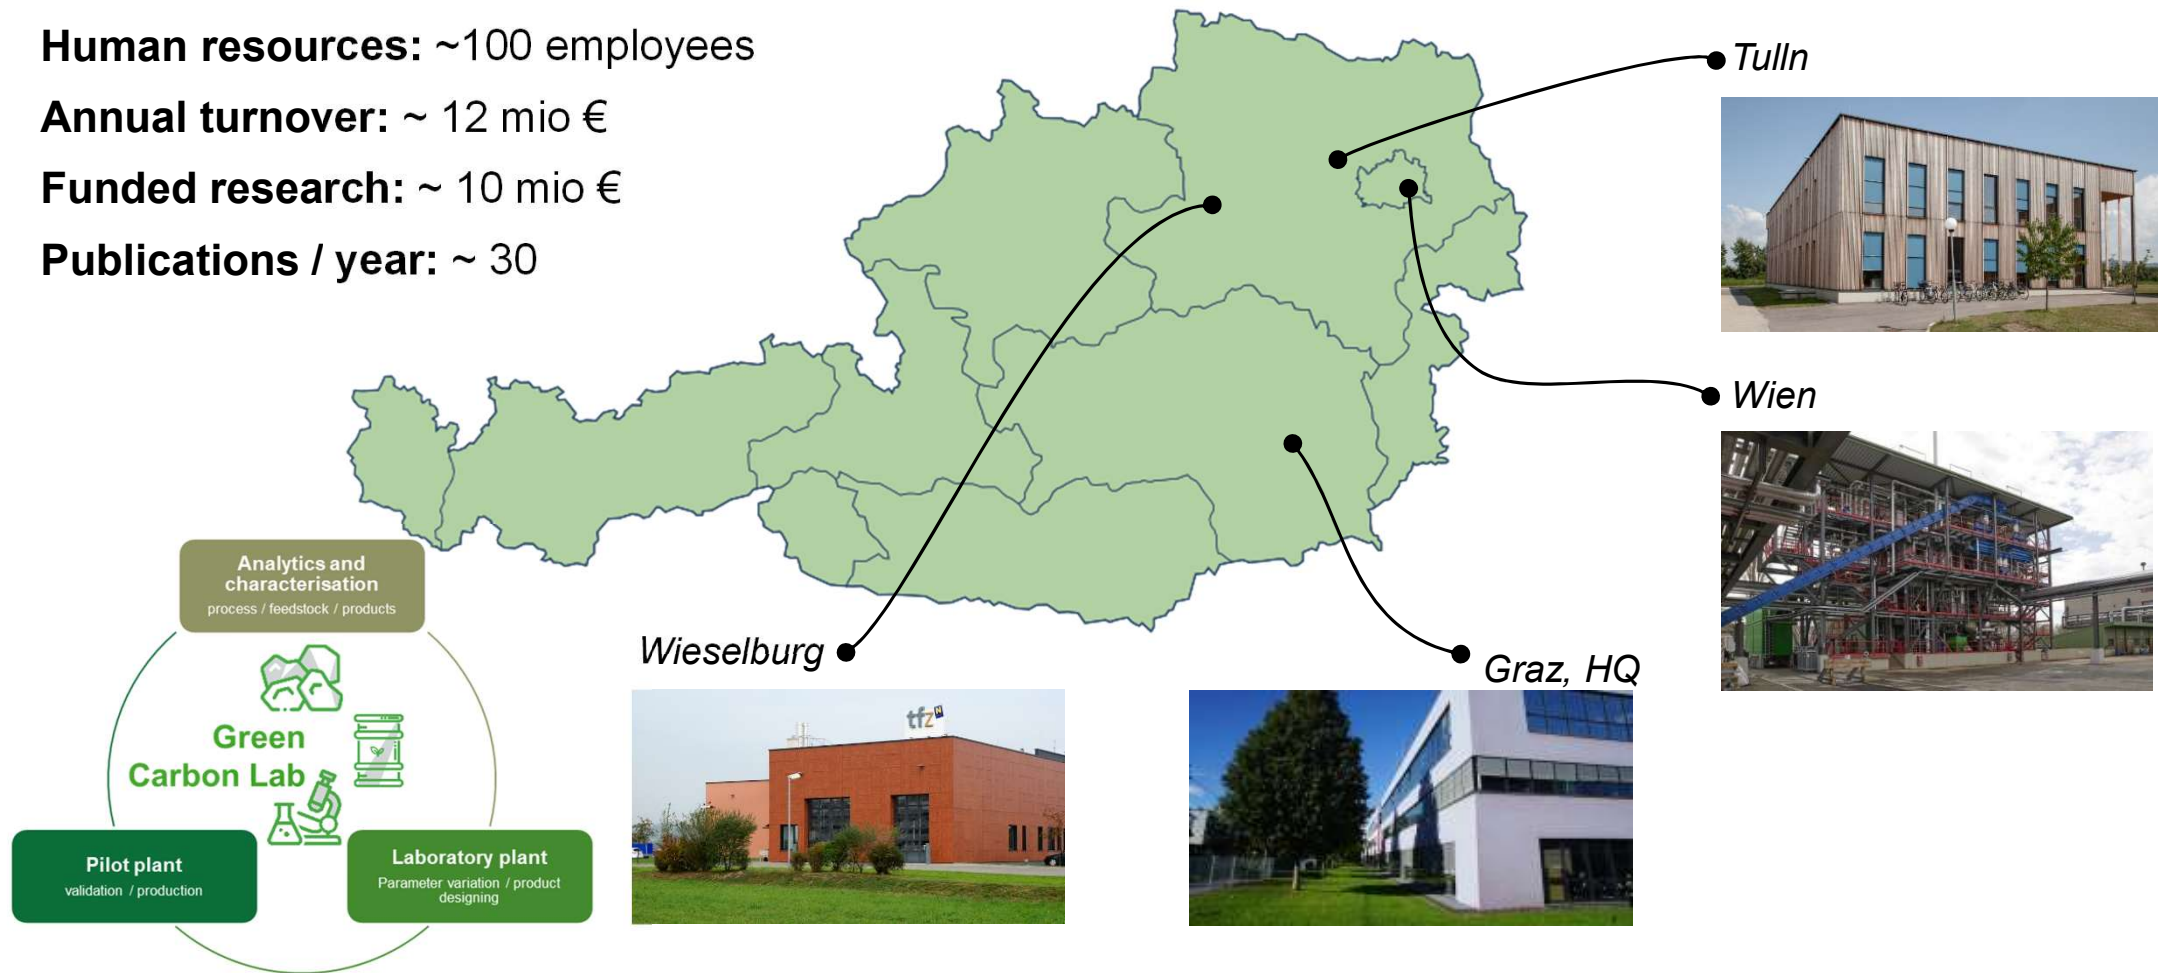 Human resources: ~100 employees
Annual turnover: ~ 12 mio €
Funded research: ~ 10 mio €
Publications / year: ~ 30
Tulln
Wien
Wieselburg
Graz, HQ
tfz
Analytics and
characterisation
process / feedstock / products
Green
Carbon Lab
Pilot plant
validation / production
Laboratory plant
Parameter variation / product
designing